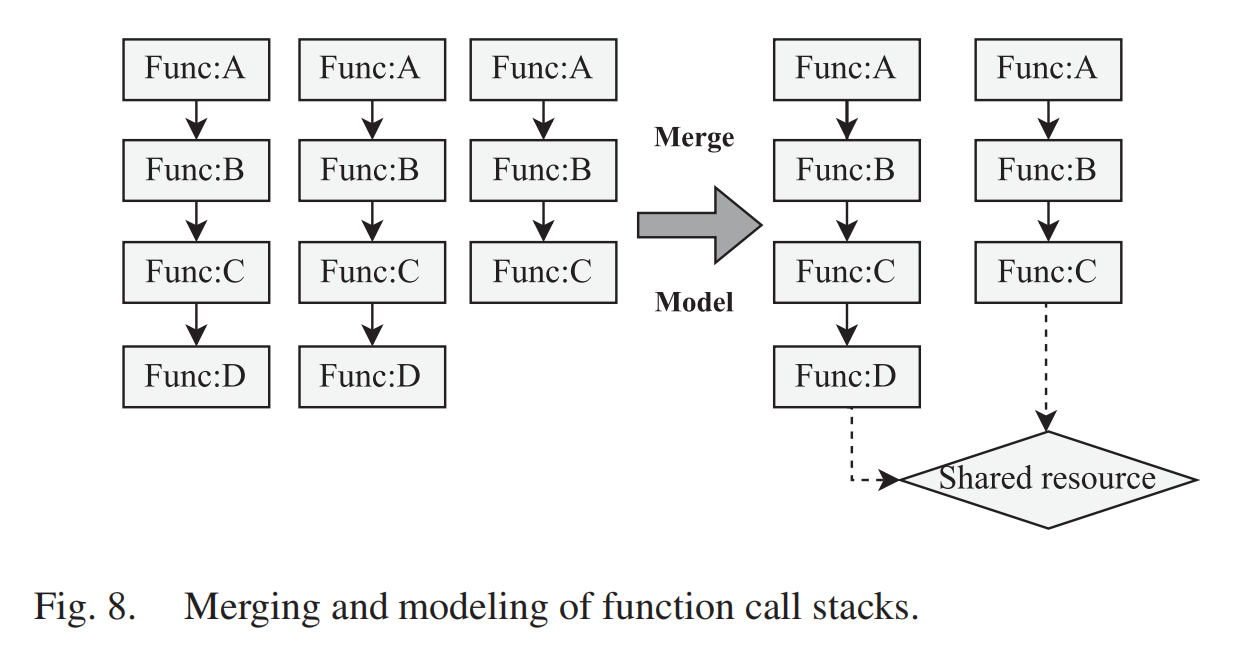 Func:A Func:A Func:A Func:A Func:A
Merge
Func:B Func:B Func:B Func:B Func:B
Func:C Func:C Func:C Func:C Func:C
Model
Func:D Func:D Func:D
Shared resource
Fig. 8. Merging and modeling of function call stacks.